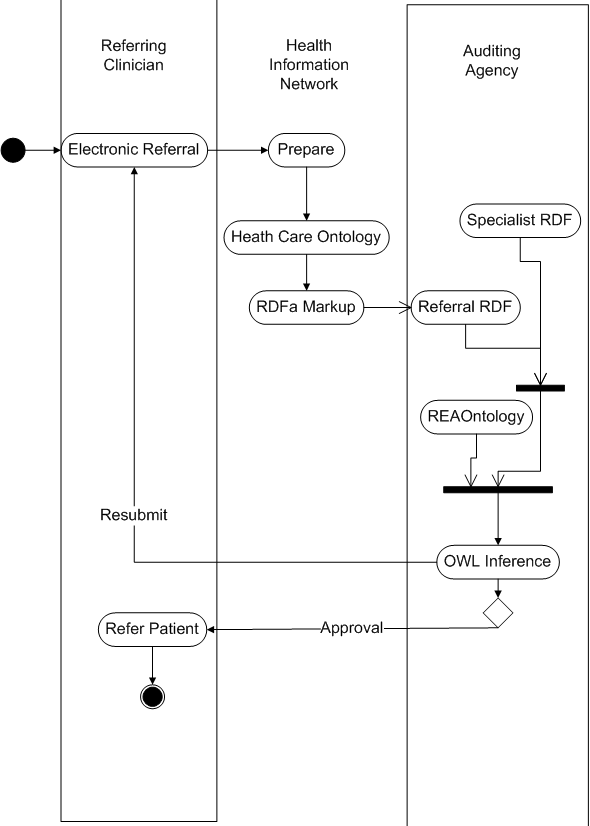 Referring
Clinician
Health
Information
Network
Auditing
Agency
Electronic Referral
Prepare
Specialist RDF
Heath Care Ontology
RDFa Markup
Referral RDF
REAOntology
Resubmit
OWL Inference
Refer Patient
Approval